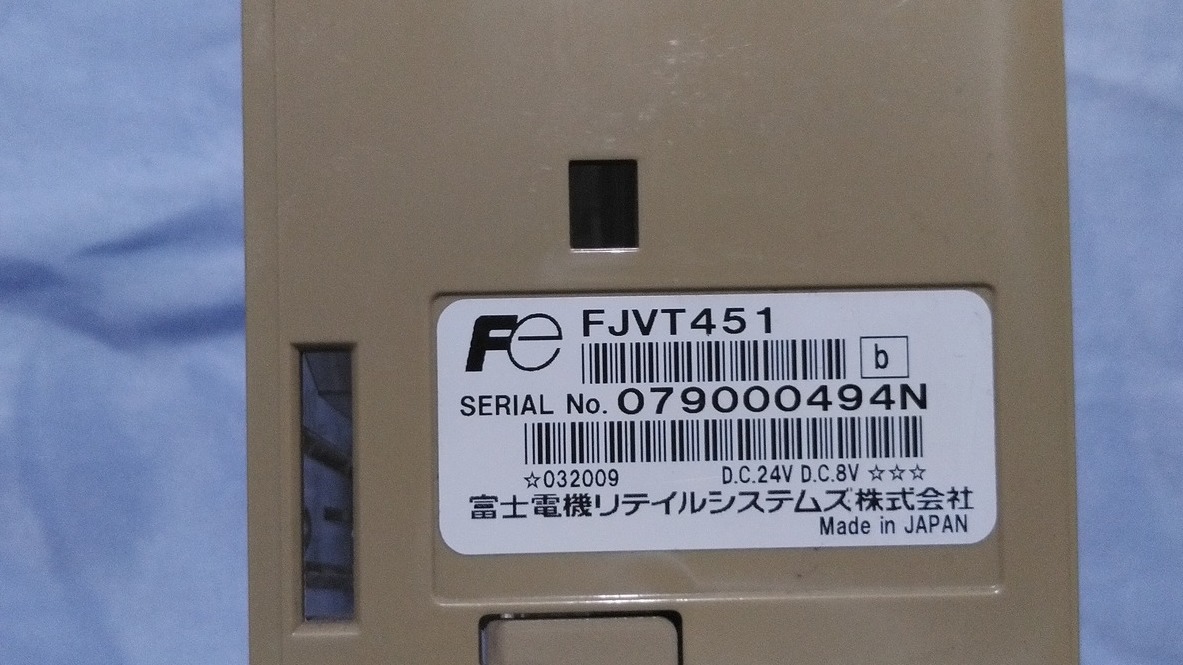 Fe FJVT451
b
SERIAL No. 079000494N
☆032009 D.C.24V D.C.8V ☆☆☆
富士電機リテイルシステムズ株式会社
Made in JAPAN